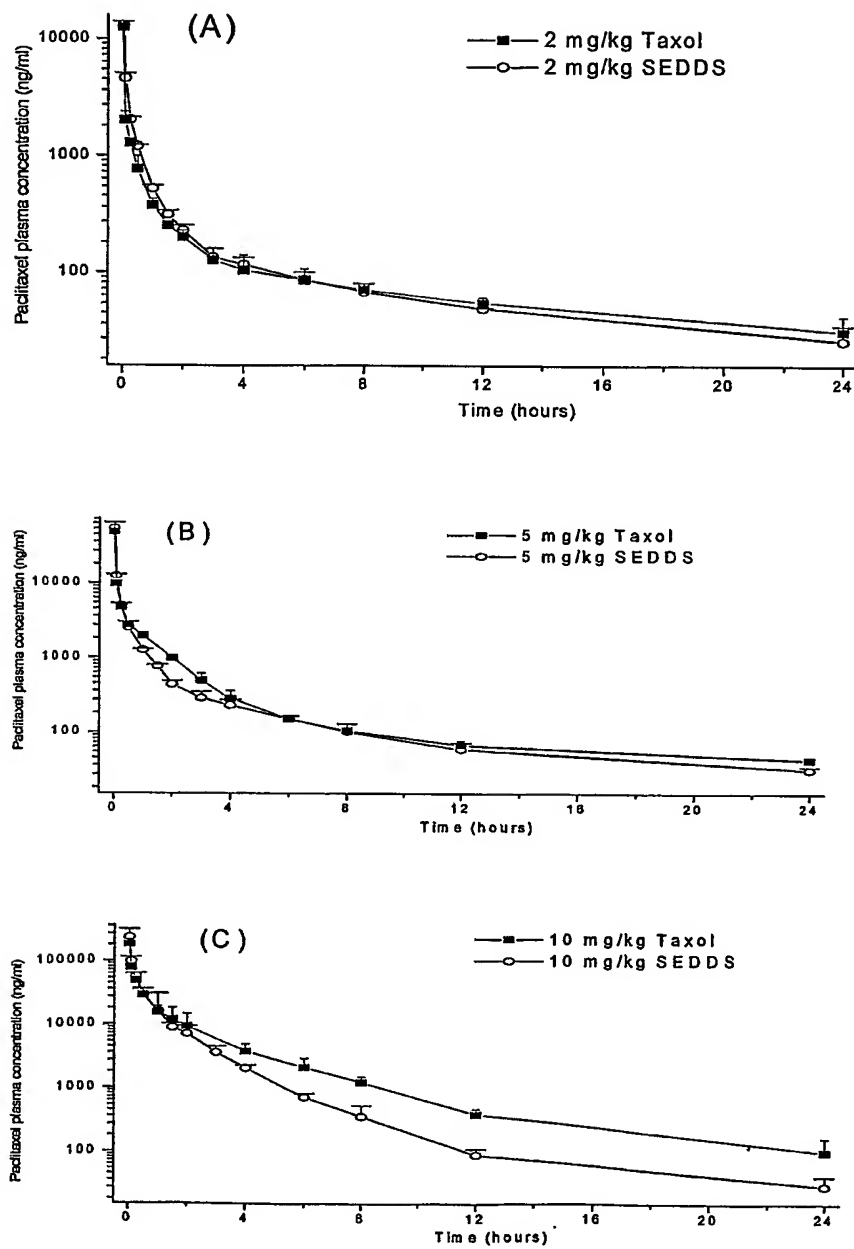 (A)
2 mg/kg Taxol
2 mg/kg SEDDS
Paclitaxel plasma concentration (ng/ml)
10000
1000
100
0 4 8 12 16 20 24
Time (hours)
(B)
5 mg/kg Taxol
5 mg/kg SEDDS
Paclitaxel plasma concentration (ng/ml)
10000
1000
100
0 4 8 12 16 20 24
Time (hours)
(C)
10 mg/kg Taxol
10 mg/kg SEDDS
Paclitaxel plasma concentration (ng/ml)
100000
10000
1000
100
0 4 8 12 16 20 24
Time (hours)